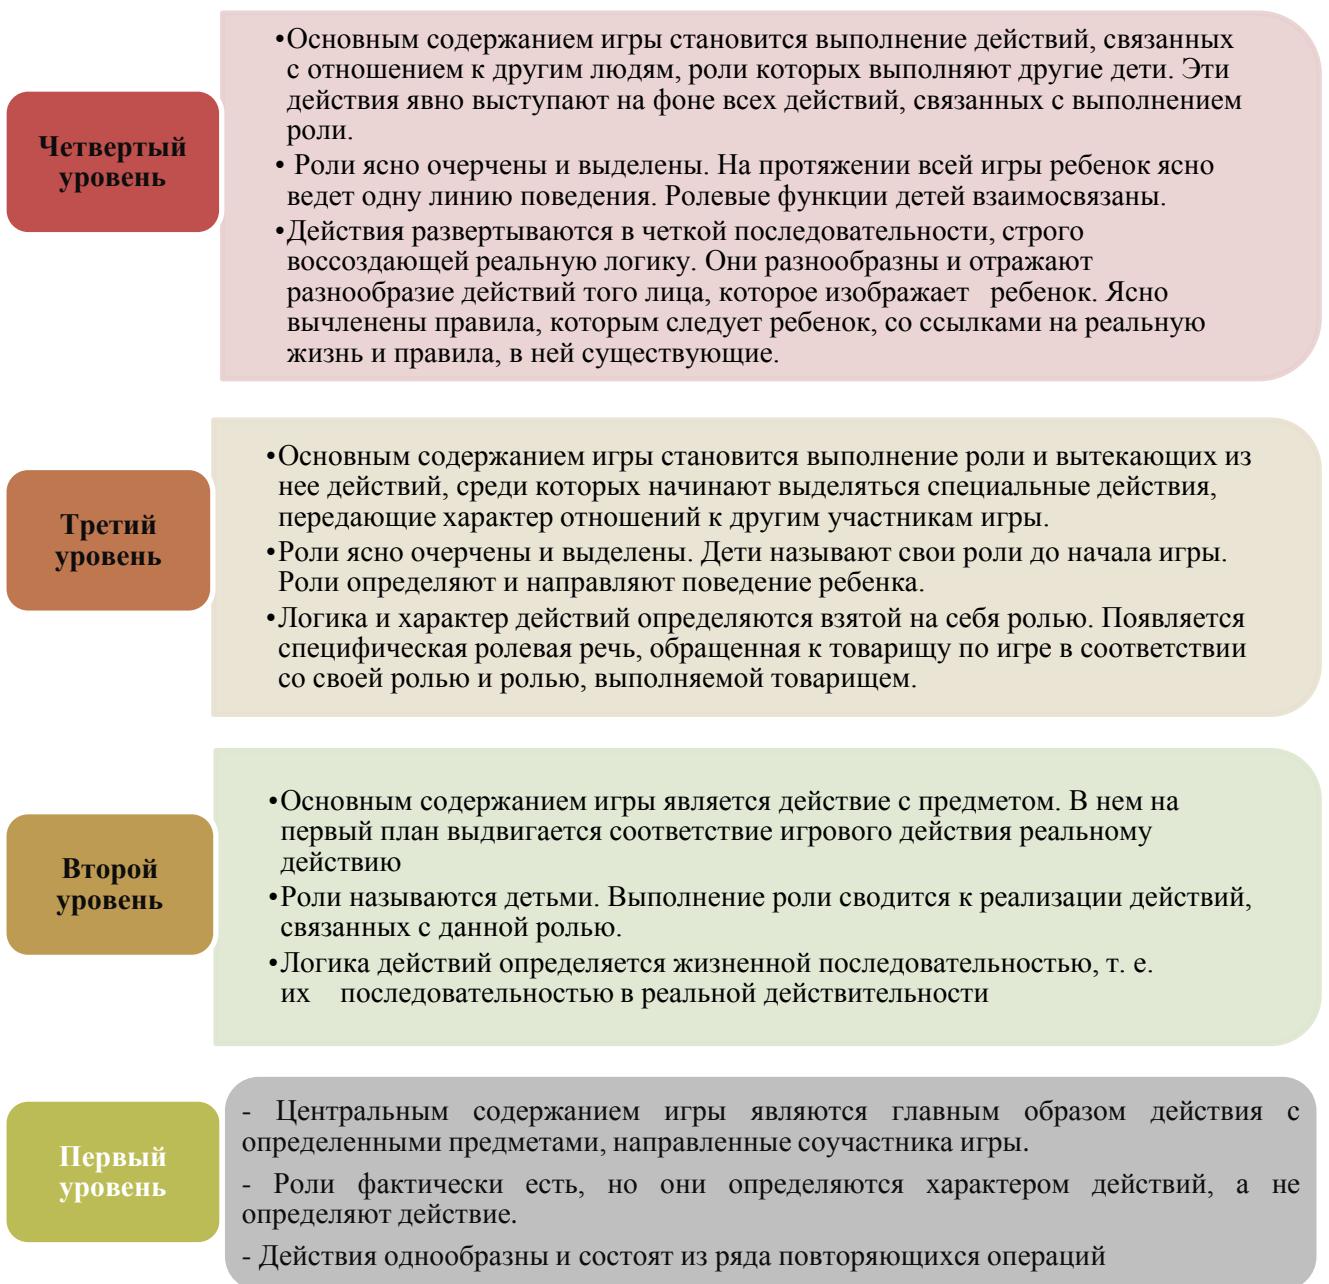 Четвертый
уровень
•Основным содержанием игры становится выполнение действий, связанных
с отношением к другим людям, роли которых выполняют другие дети. Эти
действия явно выступают на фоне всех действий, связанных с выполнением
роли.
• Роли ясно очерчены и выделены. На протяжении всей игры ребенок ясно
ведет одну линию поведения. Ролевые функции детей взаимосвязаны.
•Действия развертываются в четкой последовательности, строго
воссоздающей реальную логику. Они разнообразны и отражают
разнообразие действий того лица, которое изображает ребенок. Ясно
вычленены правила, которым следует ребенок, со ссылками на реальную
жизнь и правила, в ней существующие.
Третий
уровень
•Основным содержанием игры становится выполнение роли и вытекающих из
нее действий, среди которых начинают выделяться специальные действия,
передающие характер отношений к другим участникам игры.
•Роли ясно очерчены и выделены. Дети называют свои роли до начала игры.
Роли определяют и направляют поведение ребенка.
•Логика и характер действий определяются взятой на себя ролью. Появляется
специфическая ролевая речь, обращенная к товарищу по игре в соответствии
со своей ролью и ролью, выполняемой товарищем.
Второй
уровень
•Основным содержанием игры является действие с предметом. В нем на
первый план выдвигается соответствие игрового действия реальному
действию
•Роли называются детьми. Выполнение роли сводится к реализации действий,
связанных с данной ролью.
•Логика действий определяется жизненной последовательностью, т. е.
их последовательностью в реальной действительности
Первый
уровень
- Центральным содержанием игры являются главным образом действия с
определенными предметами, направленные соучастника игры.
- Роли фактически есть, но они определяются характером действий, а не
определяют действие.
- Действия однообразны и состоят из ряда повторяющихся операций